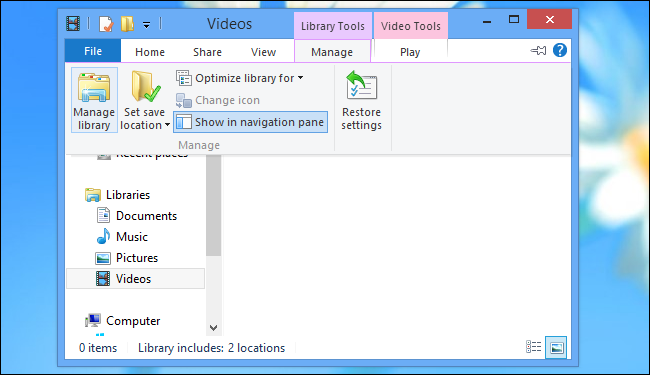 Videos
Library Tools
Video Tools
File
Home
Share
View
Manage
Play
?
Manage
library
Set save
location
Optimize library for
Change icon
Show in navigation pane
Restore
settings
Manage
Recent places
Libraries
Documents
Music
Pictures
Videos
Computer
0 items
Library includes: 2 locations